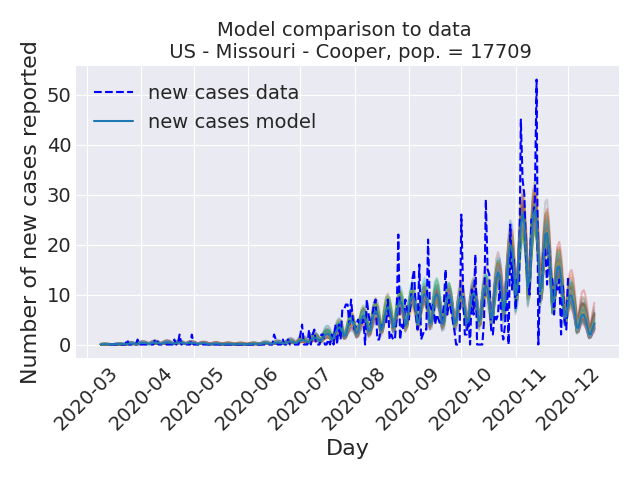 Model comparison to data
US - Missouri - Cooper, pop. = 17709
Number of new cases reported
50
40
30
20
10
0
new cases data
new cases model
2020-03
2020-04
2020-05
2020-06
2020-07
2020-08
2020-09
2020-10
2020-11
2020-12
Day